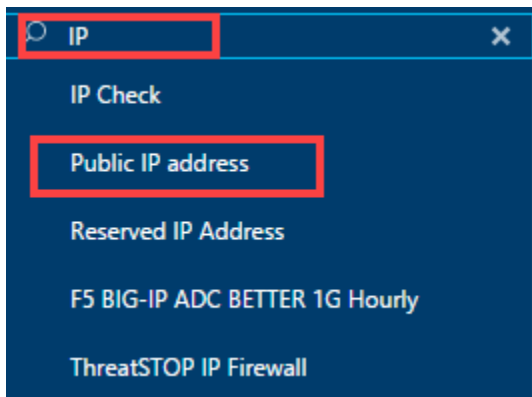 IP
IP Check
Public IP address
Reserved IP Address
F5 BIG-IP ADC BETTER 1G Hourly
ThreatSTOP IP Firewall